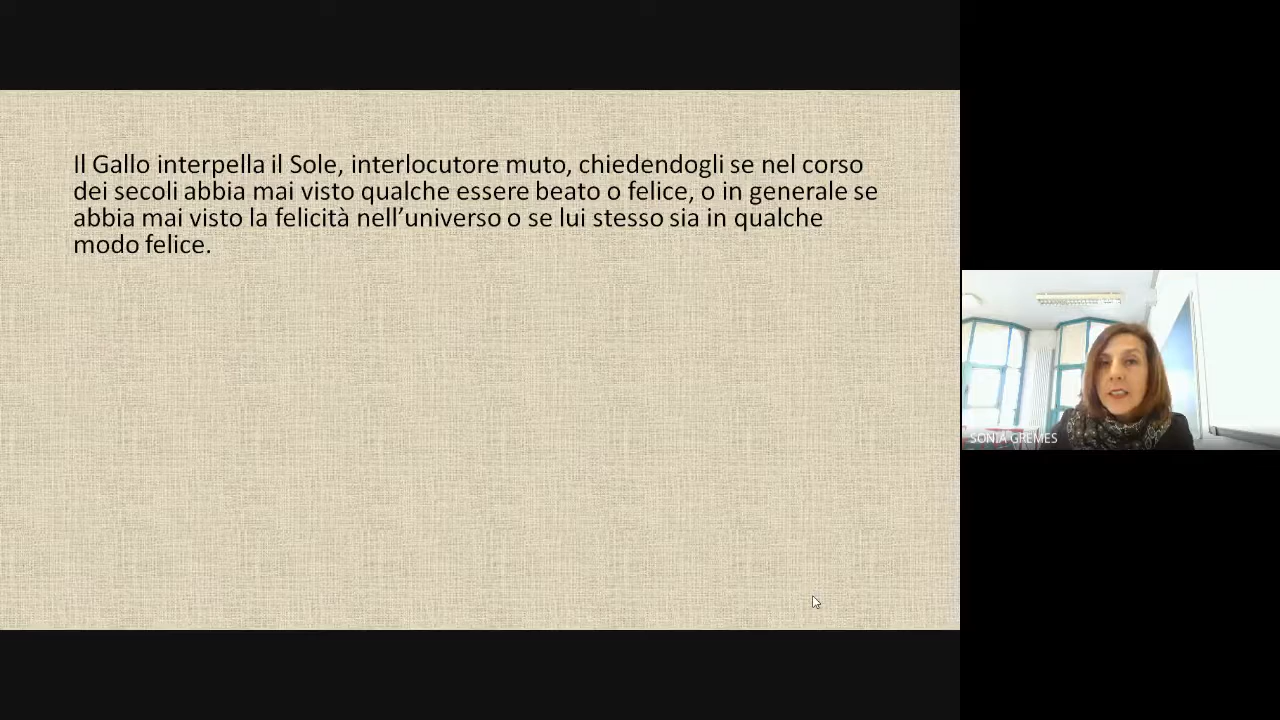 Il Gallo interpella il Sole, interlocutore muto, chiedendogli se nel corso
dei secoli abbia mai visto qualche essere beato o felice, o in generale se
abbia mai visto la felicità nell’universo o se lui stesso sia in qualche
modo felice.
SONIA GREMES